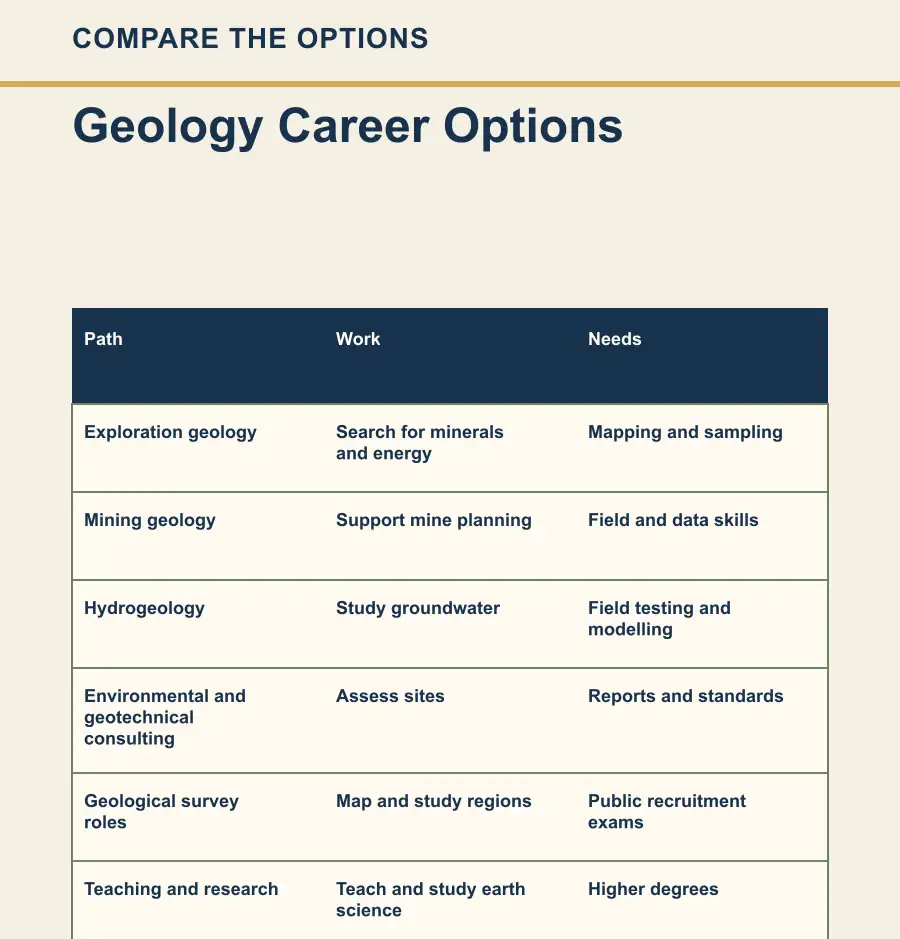 COMPARE THE OPTIONS
Geology Career Options
Path
Work
Needs
Exploration geology
Search for minerals
and energy
Mapping and sampling
Mining geology
Support mine planning
Field and data skills
Hydrogeology
Study groundwater
Field testing and
modelling
Environmental and
geotechnical
consulting
Assess sites
Reports and standards
Geological survey
roles
Map and study regions
Public recruitment
exams
Teaching and research
Teach and study earth
science
Higher degrees